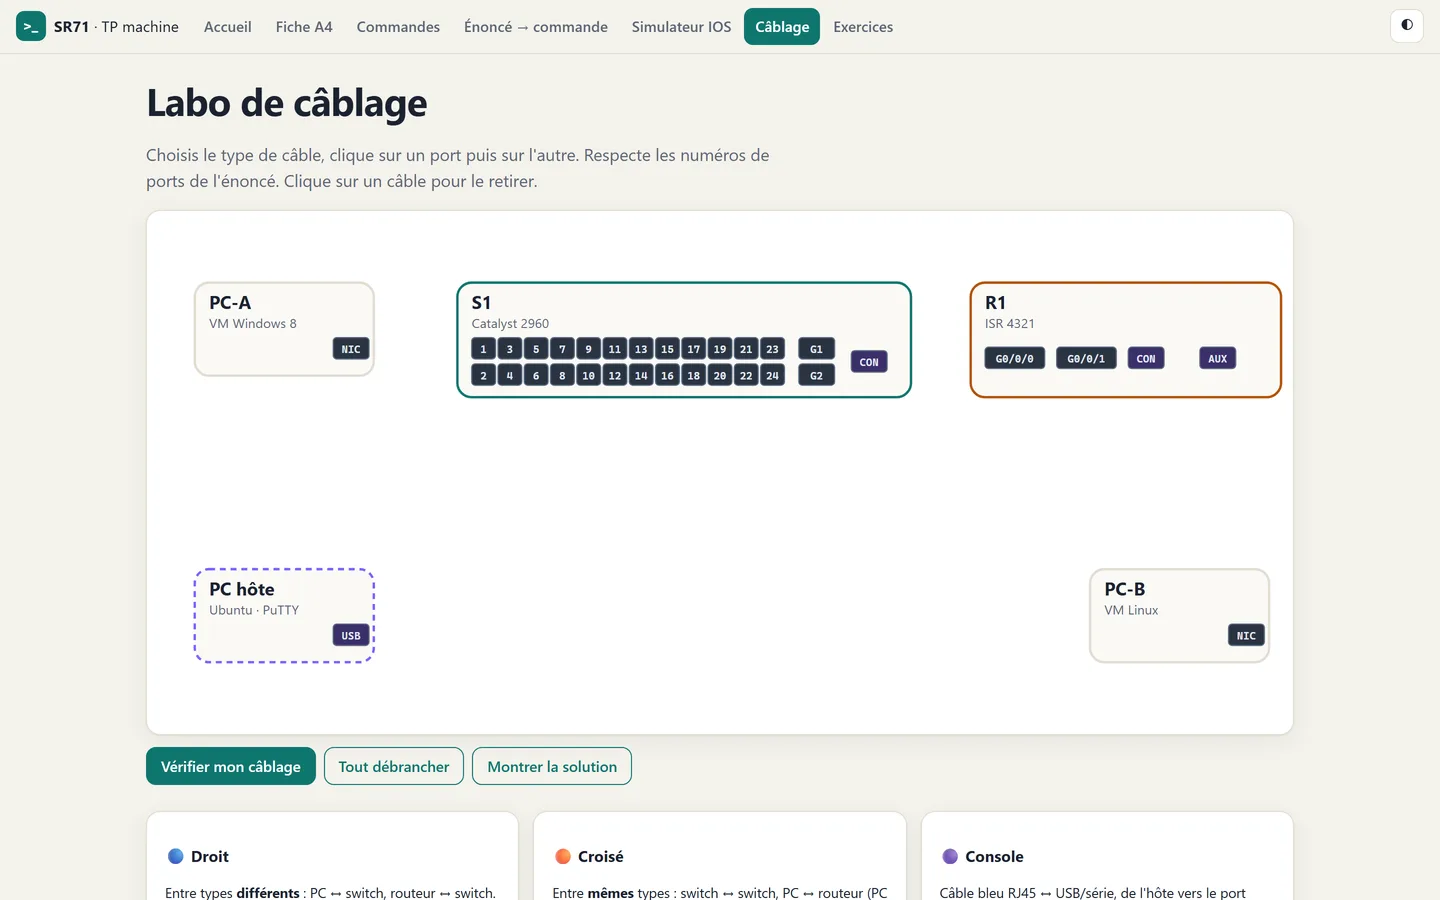 >_ SR71 · TP machine Accueil Fiche A4 Commandes Énoncé → commande Simulateur IOS Câblage Exercices
Labo de câblage
Choisis le type de câble, clique sur un port puis sur l'autre. Respecte les numéros de
ports de l'énoncé. Clique sur un câble pour le retirer.
PC-A
VM Windows 8
NIC
S1
Catalyst 2960
1 3 5 7 9 11 13 15 17 19 21 23 G1
2 4 6 8 10 12 14 16 18 20 22 24 G2
CON
R1
ISR 4321
G0/0/0 G0/0/1 CON AUX
PC hôte
Ubuntu · PuTTY
USB
PC-B
VM Linux
NIC
Vérifier mon câblage Tout débrancher Montrer la solution
Droit
Entre types différents : PC ↔ switch, routeur ↔ switch.
Croisé
Entre mêmes types : switch ↔ switch, PC ↔ routeur (PC
Console
Câble bleu RJ45 ↔ USB/série, de l'hôte vers le port